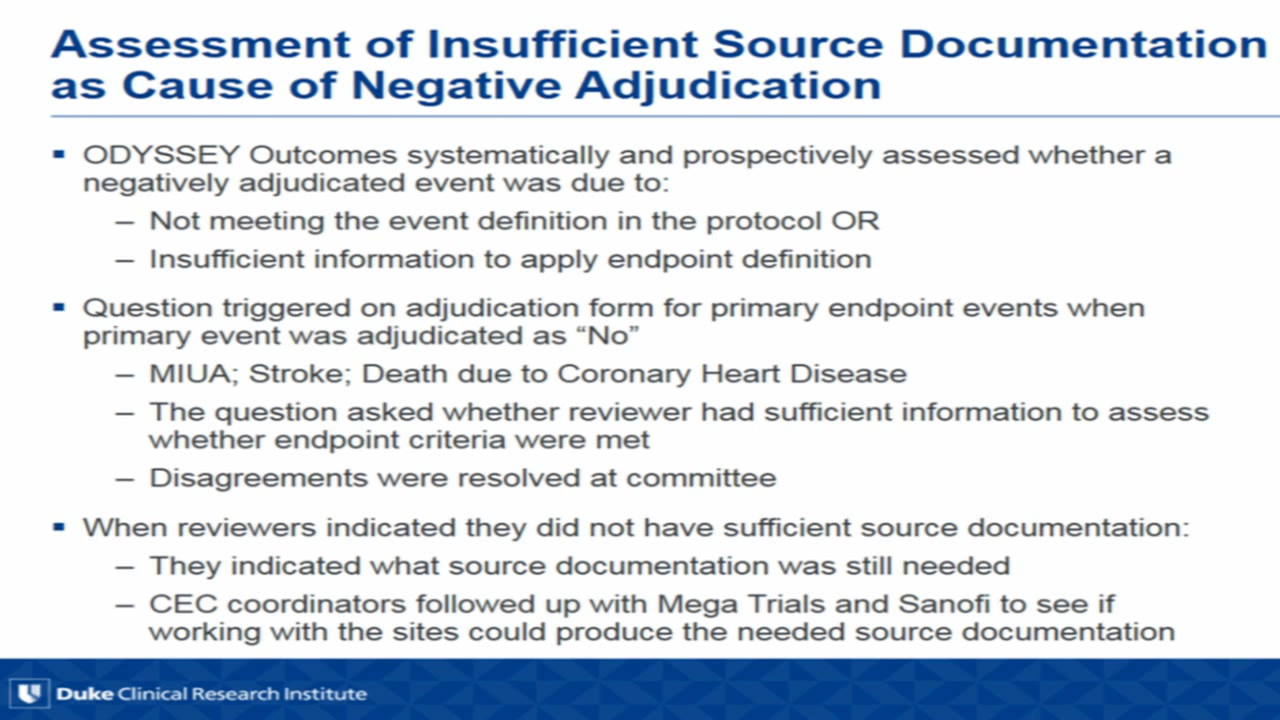 Assessment of Insufficient Source Documentation
as Cause of Negative Adjudication
▪ ODYSSEY Outcomes systematically and prospectively assessed whether a
negatively adjudicated event was due to:
– Not meeting the event definition in the protocol OR
– Insufficient information to apply endpoint definition
▪ Question triggered on adjudication form for primary endpoint events when
primary event was adjudicated as “No”
– MIUA; Stroke; Death due to Coronary Heart Disease
– The question asked whether reviewer had sufficient information to assess
whether endpoint criteria were met
– Disagreements were resolved at committee
▪ When reviewers indicated they did not have sufficient source documentation:
– They indicated what source documentation was still needed
– CEC coordinators followed up with Mega Trials and Sanofi to see if
working with the sites could produce the needed source documentation
Duke Clinical Research Institute